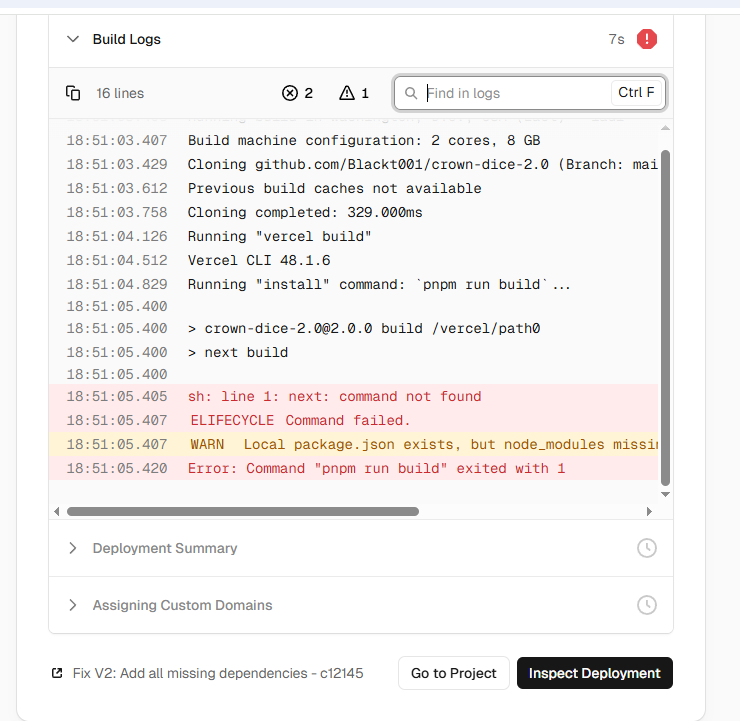 Build Logs 7s
16 lines 2 1 Find in logs Ctrl F
18:51:03.407 Build machine configuration: 2 cores, 8 GB
18:51:03.429 Cloning github.com/Blackt001/crown-dice-2.0 (Branch: mai
18:51:03.612 Previous build caches not available
18:51:03.758 Cloning completed: 329.000ms
18:51:04.126 Running "vercel build"
18:51:04.512 Vercel CLI 48.1.6
18:51:04.829 Running "install" command: `pnpm run build`...
18:51:05.400
18:51:05.400 > crown-dice-2.0@2.0.0 build /vercel/path0
18:51:05.400 > next build
18:51:05.400
18:51:05.405 sh: line 1: next: command not found
18:51:05.407 ELIFECYCLE Command failed.
18:51:05.407 WARN Local package.json exists, but node_modules missin
18:51:05.420 Error: Command "pnpm run build" exited with 1
Deployment Summary
Assigning Custom Domains
Fix V2: Add all missing dependencies - c12145 Go to Project Inspect Deployment